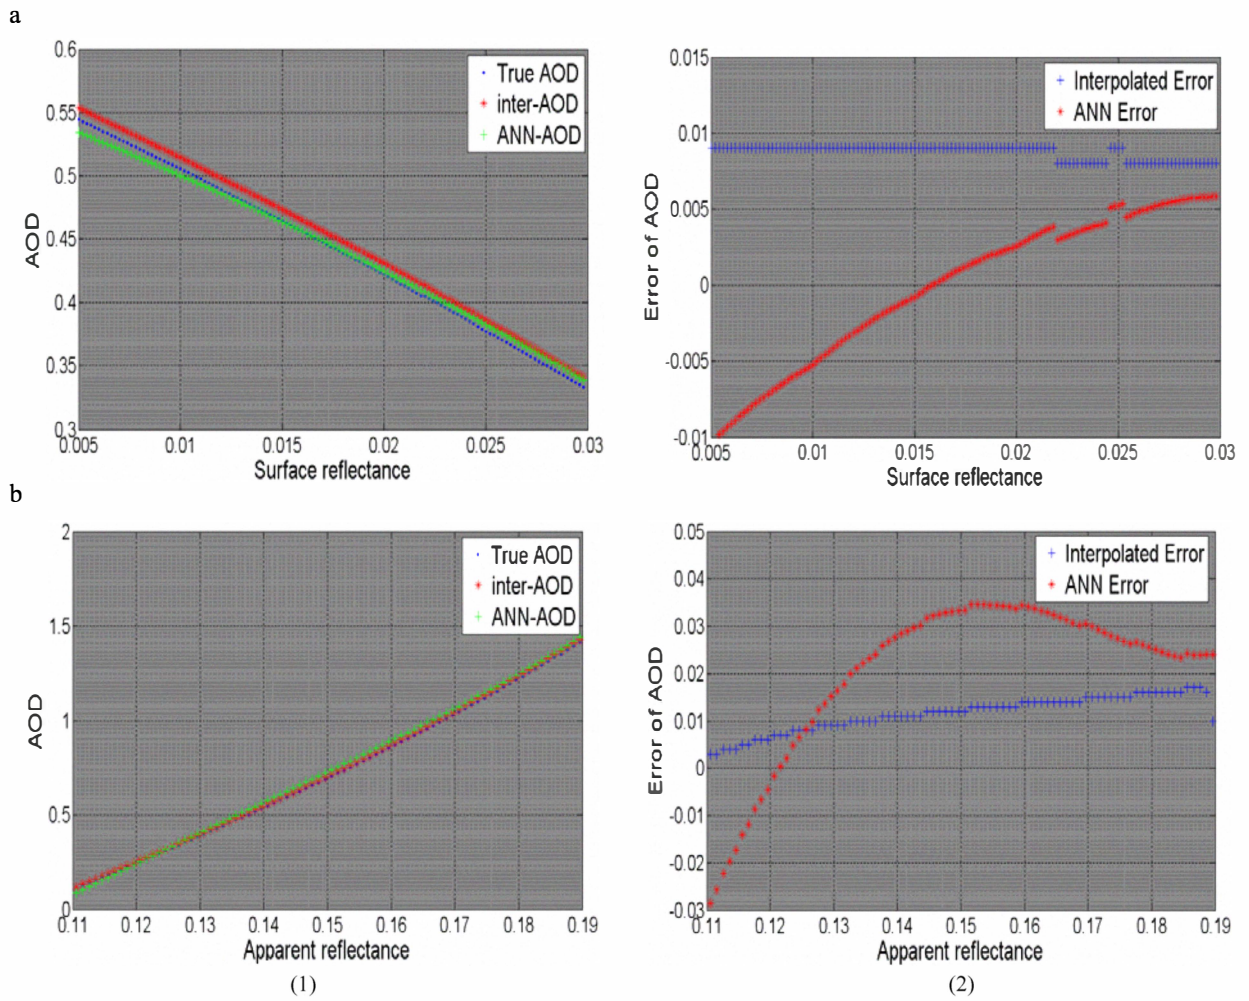 a
0.6
0.55
0.5
0.45
0.4
0.35
0.3
AOD
True AOD
inter-AOD
ANN-AOD
0.005 0.01 0.015 0.02 0.025 0.03
Surface reflectance
0.015
0.01
0.005
0
-0.005
-0.01
Error of AOD
Interpolated Error
ANN Error
0.005 0.01 0.015 0.02 0.025 0.03
Surface reflectance
b
2
1.5
1
0.5
0
AOD
True AOD
inter-AOD
ANN-AOD
0.11 0.12 0.13 0.14 0.15 0.16 0.17 0.18 0.19
Apparent reflectance
(1)
0.05
0.04
0.03
0.02
0.01
0
-0.01
-0.02
-0.03
Error of AOD
Interpolated Error
ANN Error
0.11 0.12 0.13 0.14 0.15 0.16 0.17 0.18 0.19
Apparent reflectance
(2)